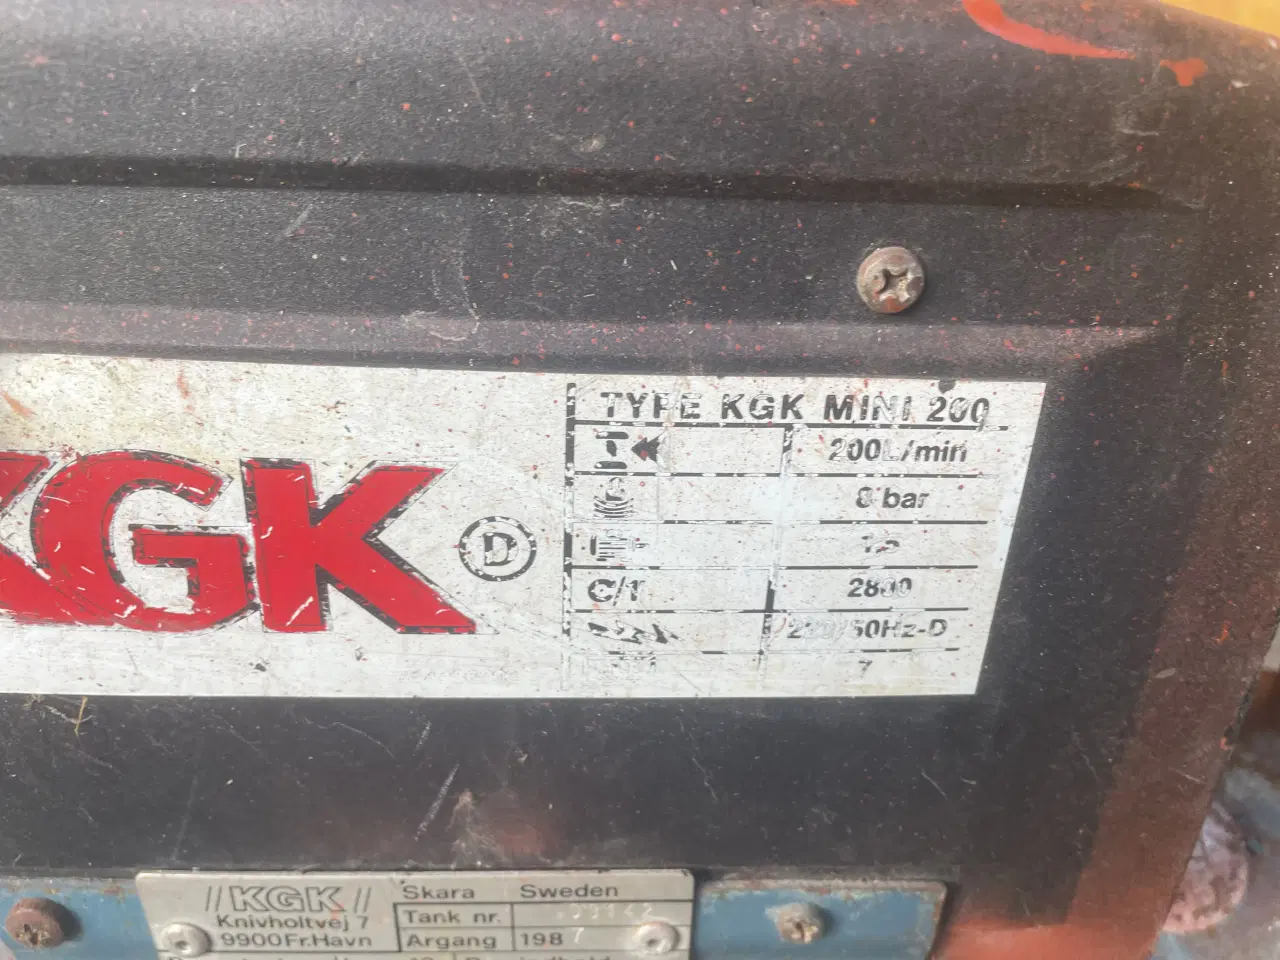 TYPE KGK MINI 200
200L/min
8 bar
C/1'
2800
220/50Hz-D
7
KGK
D
//KGK// Skara Sweden
Knivholtvej 7 Tank nr.
9900Fr.Havn Argang 198